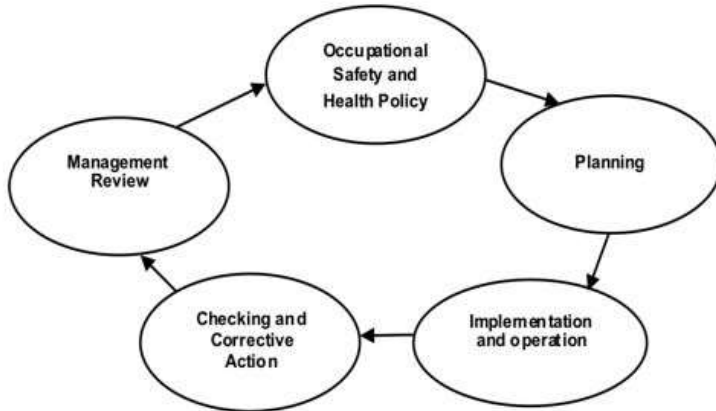 Occupational
Safety and
Health Policy
Planning
Implementation
and operation
Checking and
Corrective
Action
Management
Review